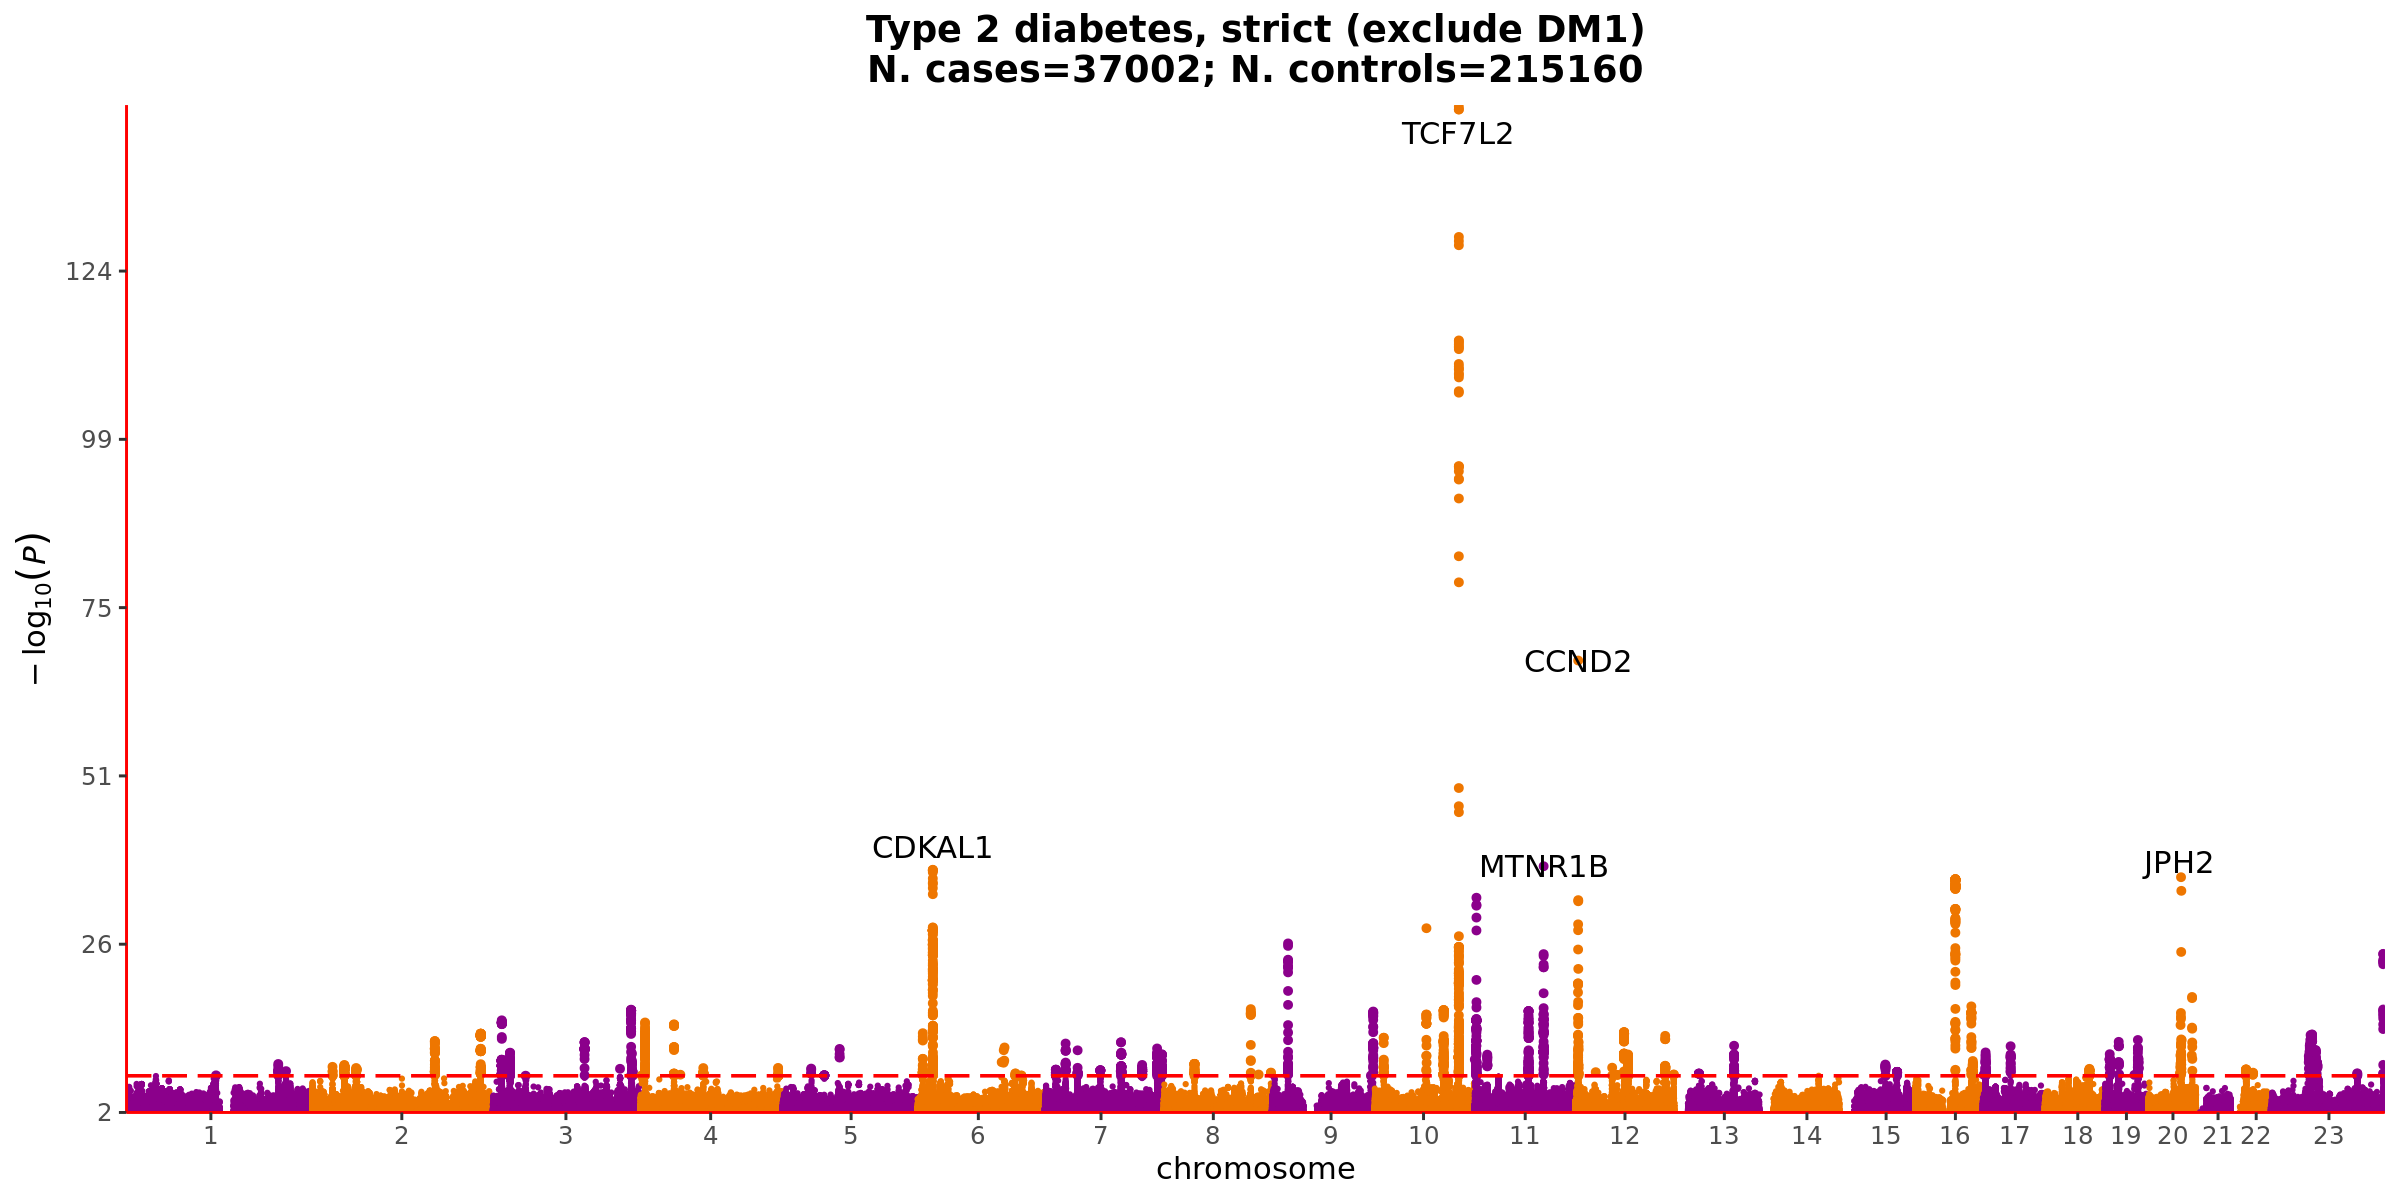 Type 2 diabetes, strict (exclude DM1)
N. cases=37002; N. controls=215160
TCF7L2
124
99
75
−log10(P)
CCND2
51
CDKAL1
MTNR1B
JPH2
26
2
1 2 3 4 5 6 7 8 9 10 11 12 13 14 15 16 17 18 19 20 21 22 23
chromosome